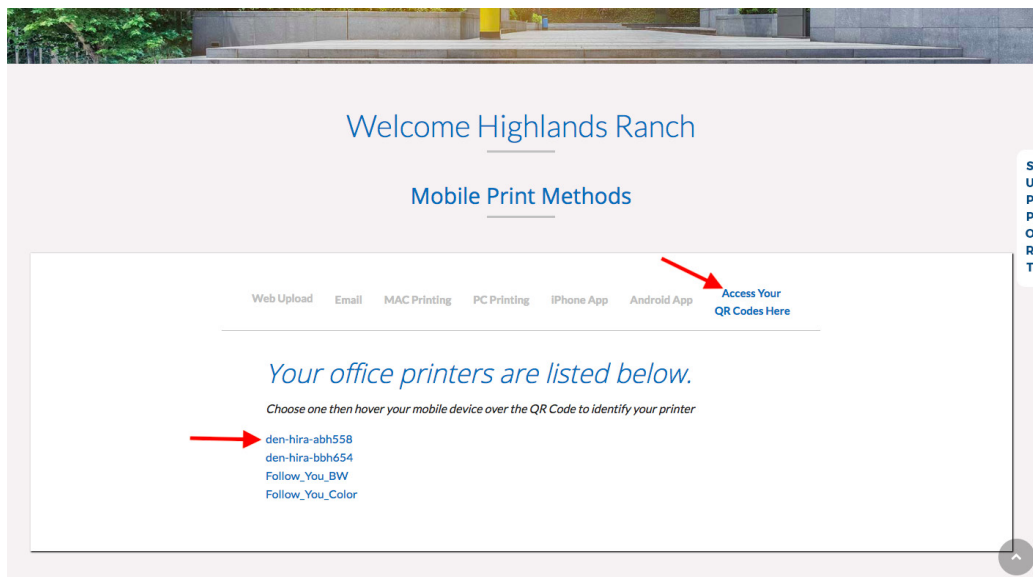 Welcome Highlands Ranch
Mobile Print Methods
SUPPORT
Web Upload Email MAC Printing PC Printing iPhone App Android App Access Your
QR Codes Here
Your office printers are listed below.
Choose one then hover your mobile device over the QR Code to identify your printer
den-hira-abh558
den-hira-bbh654
Follow_You_BW
Follow_You_Color